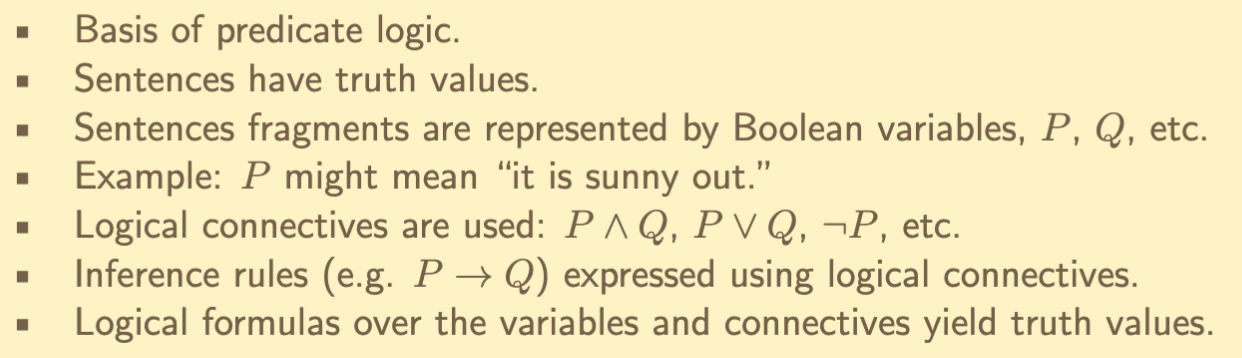 ▪ Basis of predicate logic.
▪ Sentences have truth values.
▪ Sentences fragments are represented by Boolean variables, P, Q, etc.
▪ Example: P might mean “it is sunny out.”
▪ Logical connectives are used: P ∧ Q, P ∨ Q, ¬P, etc.
▪ Inference rules (e.g. P → Q) expressed using logical connectives.
▪ Logical formulas over the variables and connectives yield truth values.